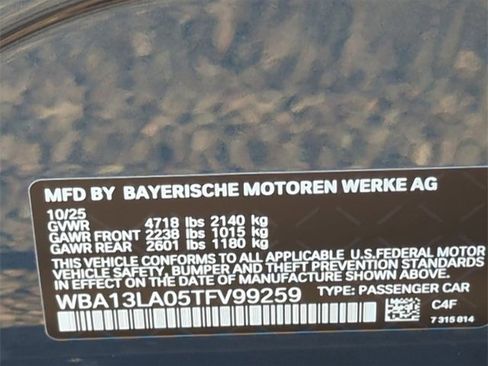 MFD BY BAYERISCHE MOTOREN WERKE AG
10/25
GVWR 4718 lbs 2140 kg
GAWR FRONT 2238 lbs 1015 kg
GAWR REAR 2601 lbs 1180 kg
THIS VEHICLE CONFORMS TO ALL APPLICABLE U.S.FEDERAL MOTOR
VEHICLE SAFETY, BUMPER, AND THEFT PREVENTION STANDARDS
IN EFFECT ON THE DATE OF MANUFACTURE SHOWN ABOVE.
WBA13LA05TFV99259 TYPE: PASSENGER CAR
C4F
7 315 814